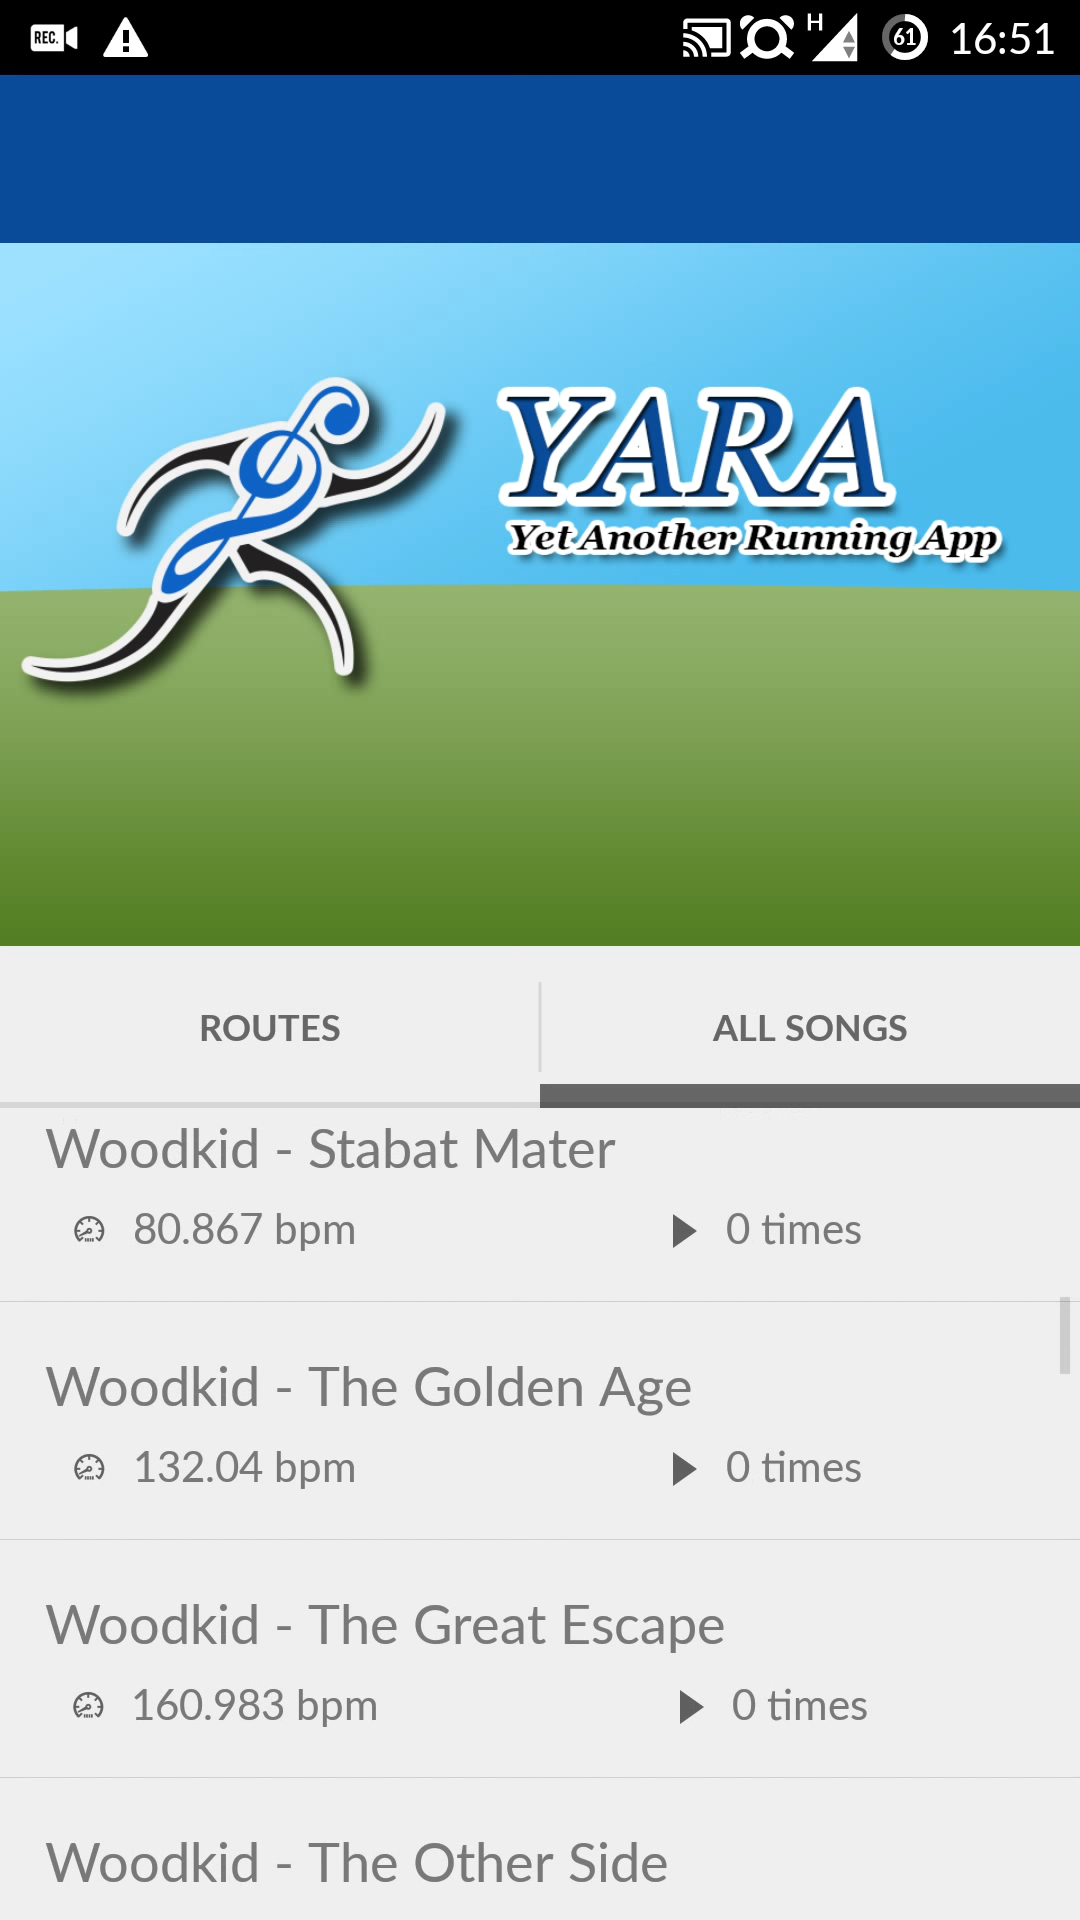 REC.
H
61
16:51
YARA
Yet Another Running App
ROUTES
ALL SONGS
Woodkid - Stabat Mater
80.867 bpm
0 times
Woodkid - The Golden Age
132.04 bpm
0 times
Woodkid - The Great Escape
160.983 bpm
0 times
Woodkid - The Other Side